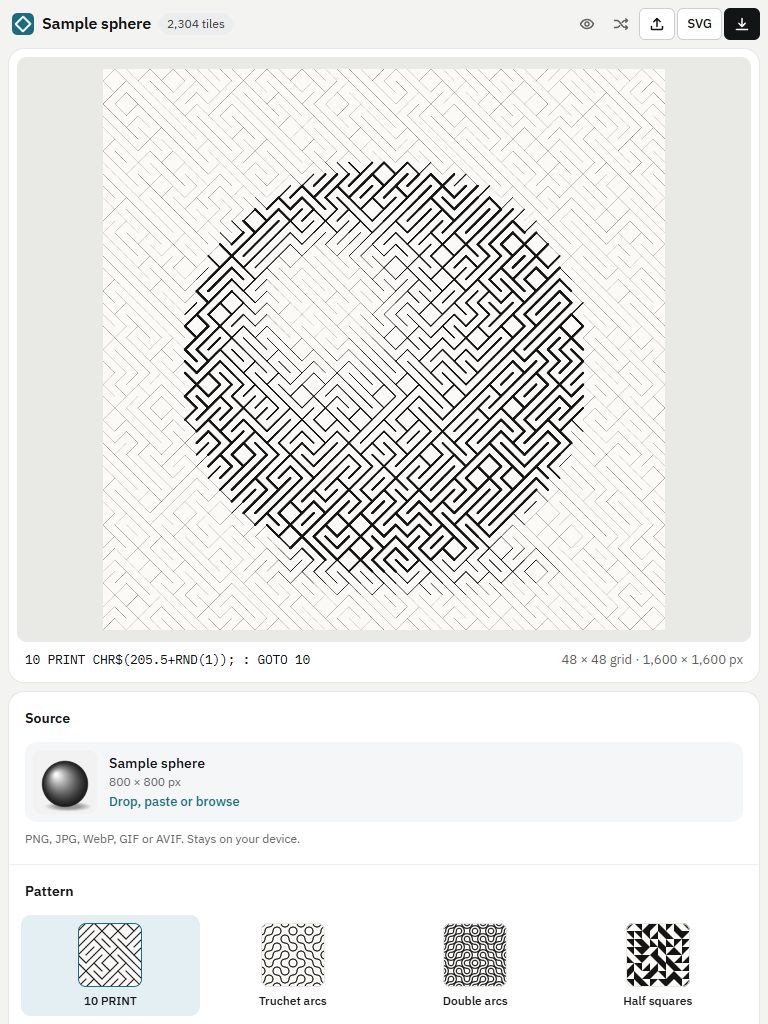 Sample sphere 2,304 tiles SVG
10 PRINT CHR$(205.5+RND(1)); : GOTO 10 48 × 48 grid · 1,600 × 1,600 px
Source
Sample sphere
800 × 800 px
Drop, paste or browse
PNG, JPG, WebP, GIF or AVIF. Stays on your device.
Pattern
10 PRINT Truchet arcs Double arcs Half squares